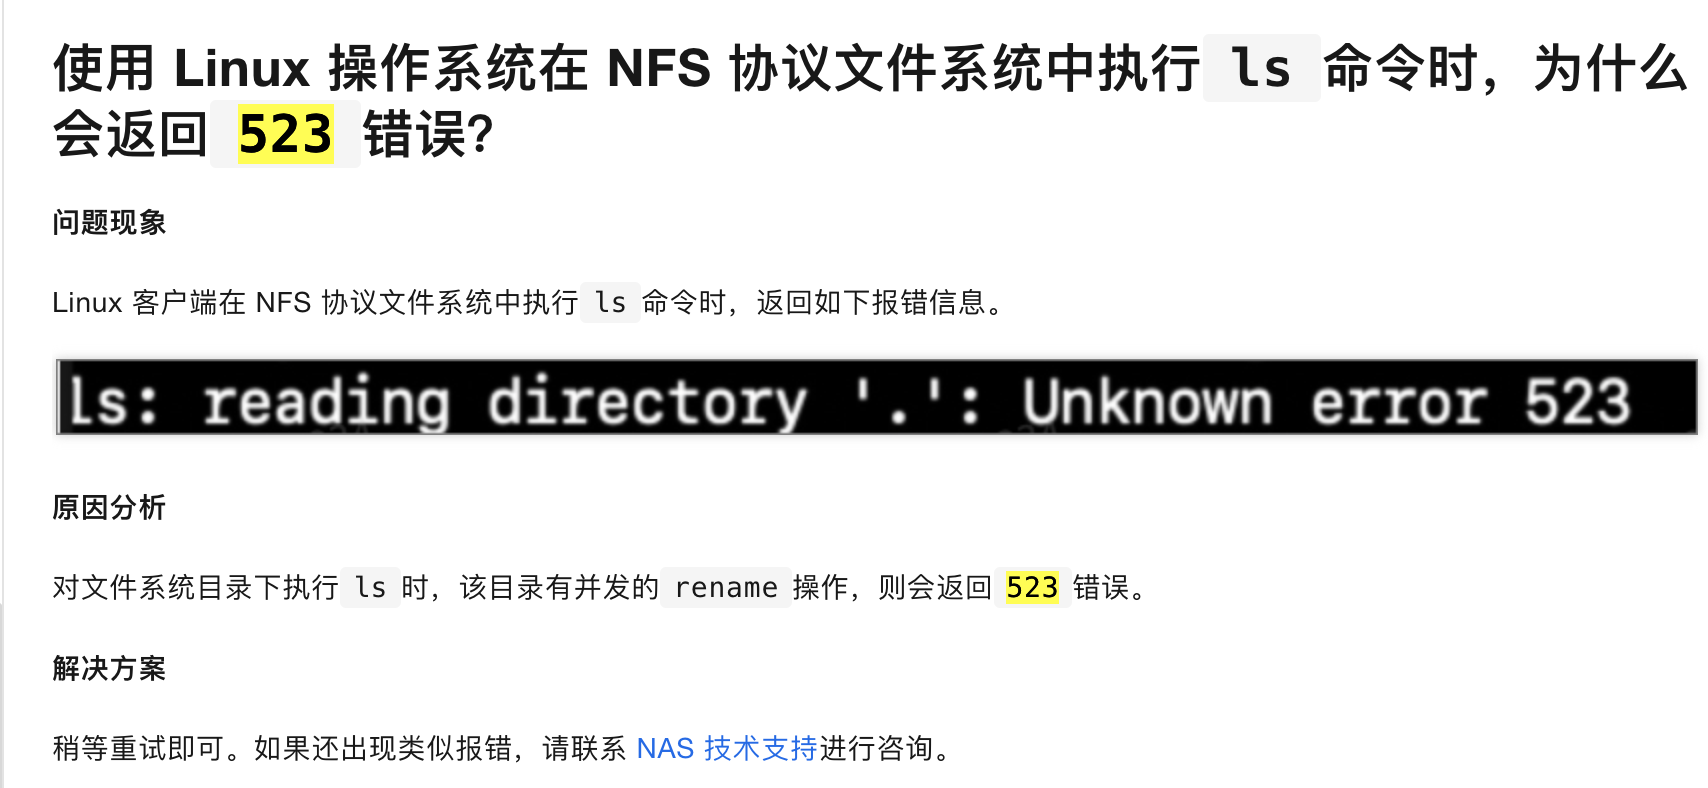 使用 Linux 操作系统在 NFS 协议文件系统中执行 ls 命令时，为什么
会返回 523 错误？
问题现象
Linux 客户端在 NFS 协议文件系统中执行 ls 命令时，返回如下报错信息。
ls: reading directory '.': Unknown error 523
原因分析
对文件系统目录下执行 ls 时，该目录有并发的 rename 操作，则会返回 523 错误。
解决方案
稍等重试即可。如果还出现类似报错，请联系 NAS 技术支持进行咨询。